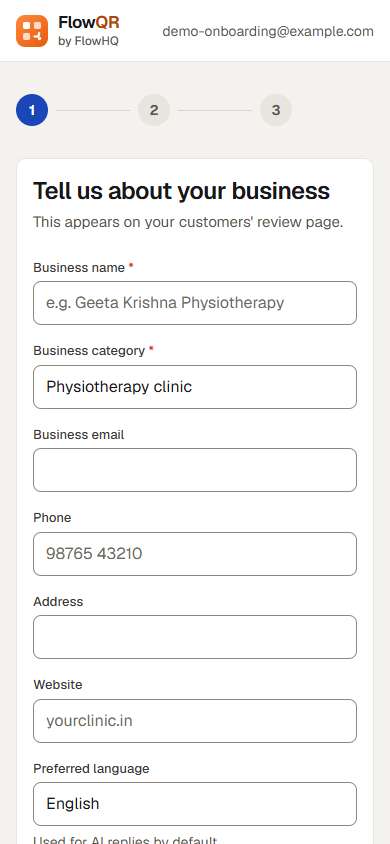 FlowQR
by FlowHQ
demo-onboarding@example.com
1
2
3
Tell us about your business
This appears on your customers' review page.
Business name *
e.g. Geeta Krishna Physiotherapy
Business category *
Physiotherapy clinic
Business email
Phone
98765 43210
Address
Website
yourclinic.in
Preferred language
English
Used for AI replies by default